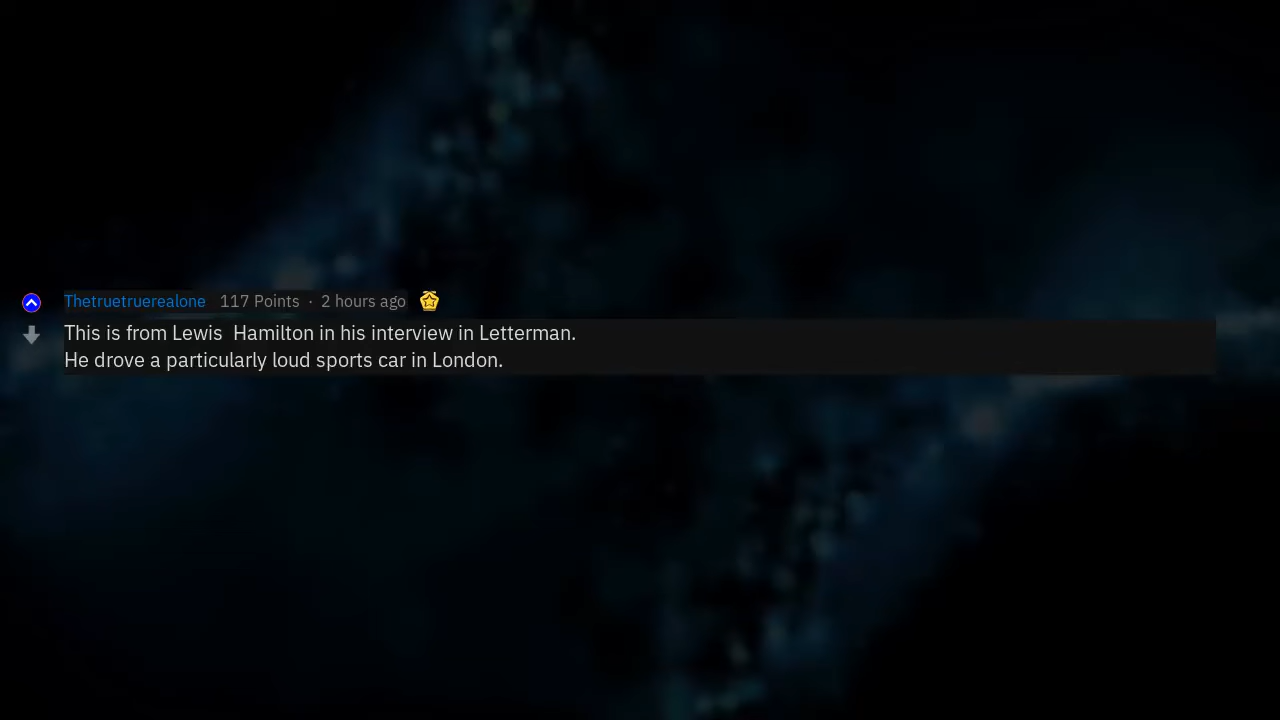 Thetruetruerealone 117 Points · 2 hours ago
This is from Lewis  Hamilton in his interview in Letterman.
He drove a particularly loud sports car in London.